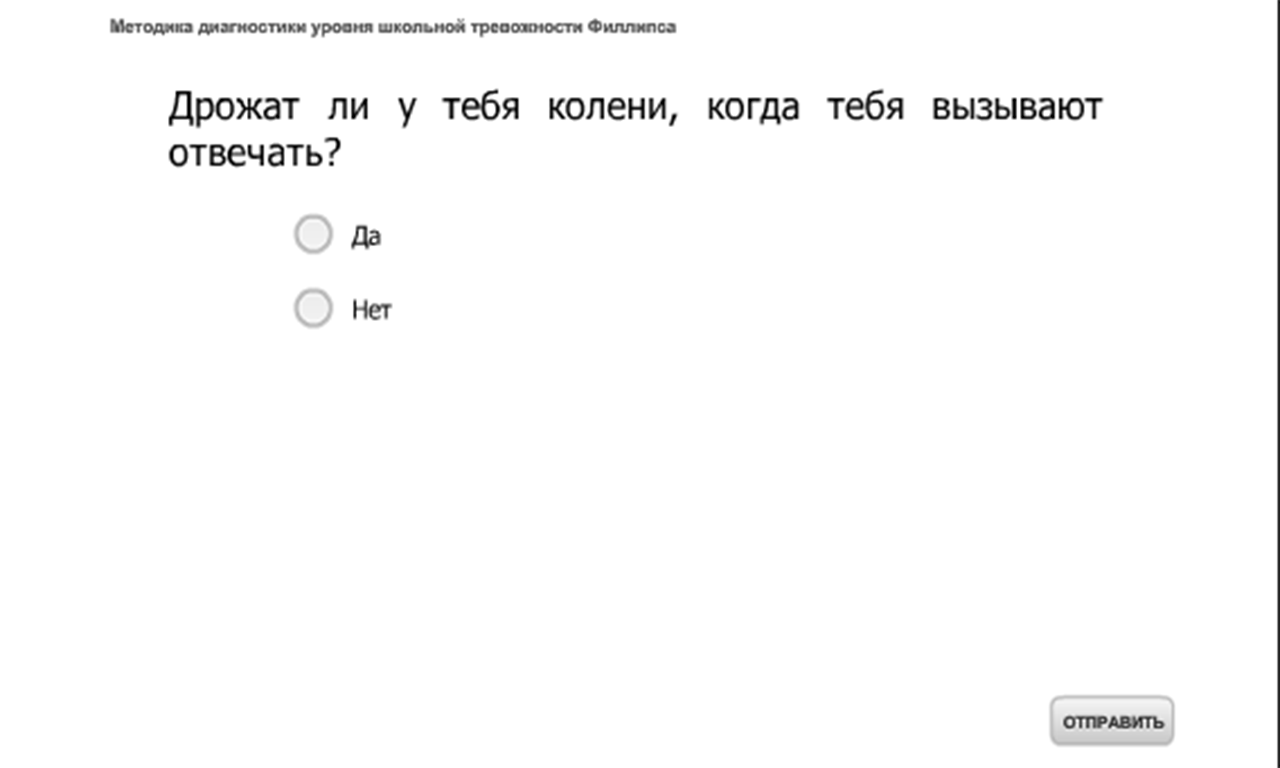 Методика диагностики уровня школьной тревожности Филлипса
Дрожат ли у тебя колени, когда тебя вызывают
отвечать?
Да
Нет
ОТПРАВИТЬ